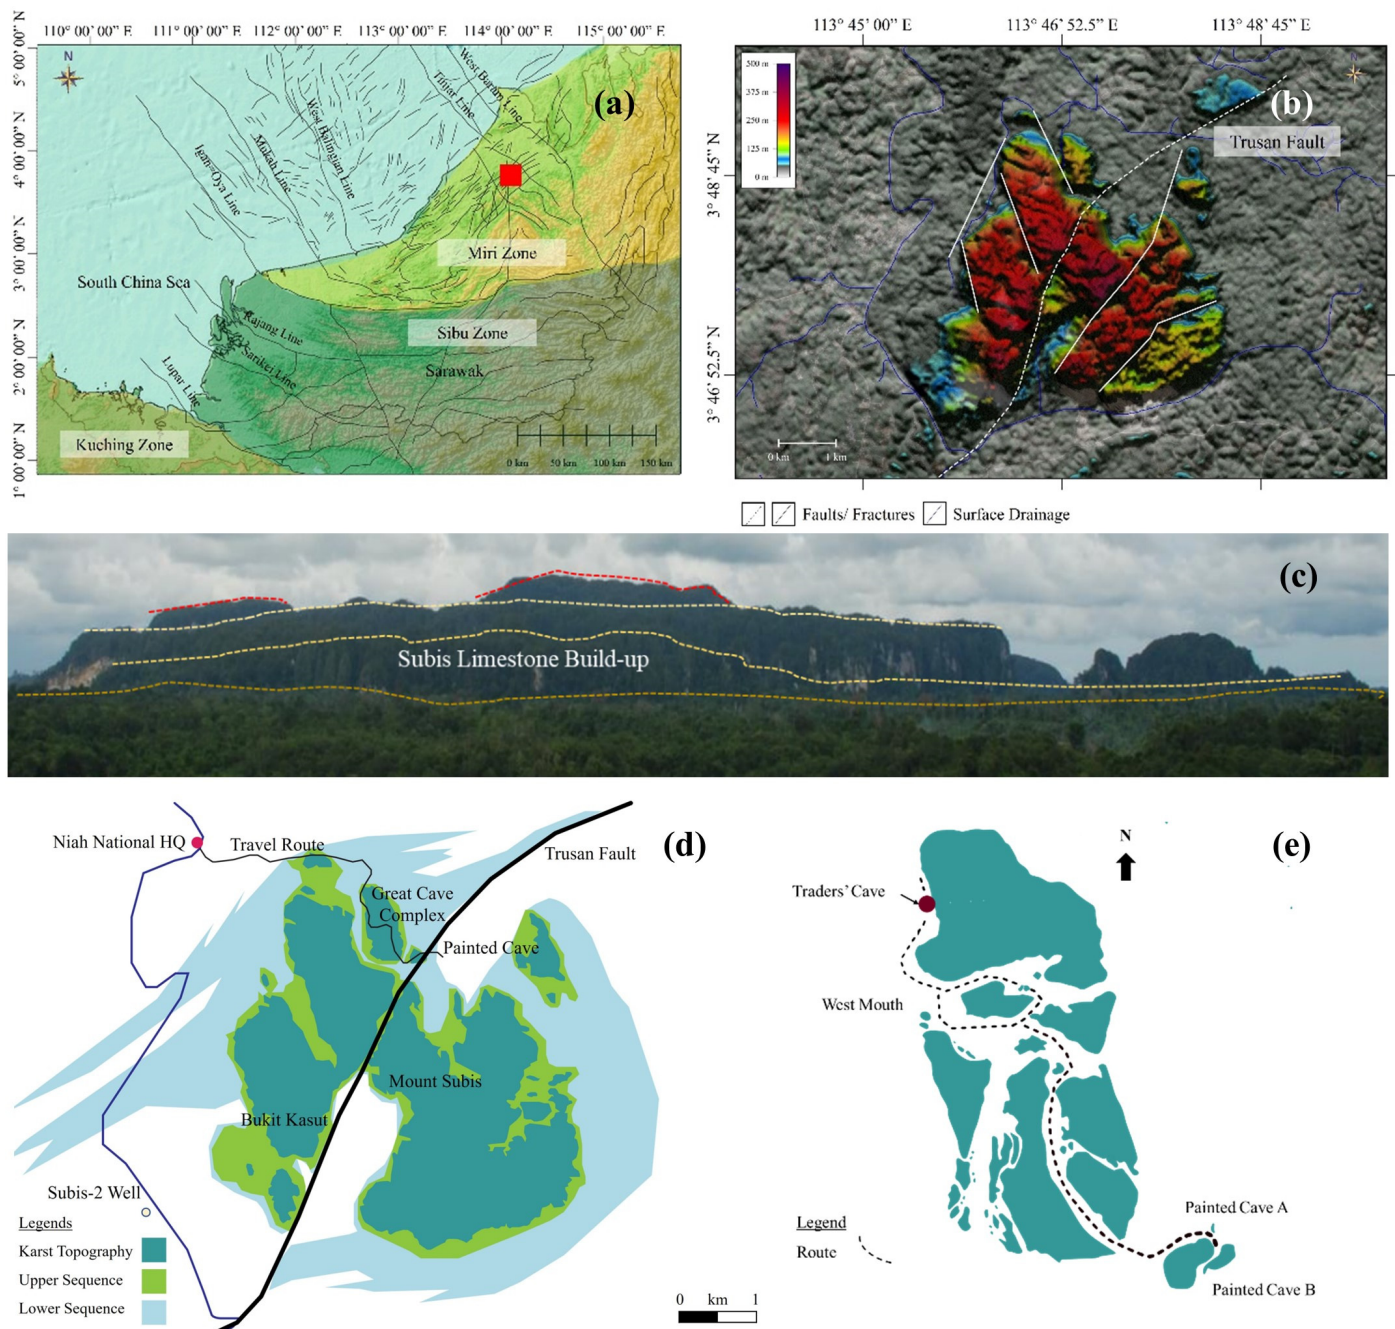 110° 00' 00" E
111° 00' 00" E
112° 00' 00" E
113° 00' 00" E
114° 00' 00" E
115° 00' 00" E
5° 00' 00" N
4° 00' 00" N
3° 00' 00" N
2° 00' 00" N
1° 00' 00" N
N
(a)
West Baram Line
Tinjar Line
West Balingian Line
Mukah Line
Igan-Oya Line
Miri Zone
South China Sea
Rajang Line
Sibu Zone
Sarikei Line
Sarawak
Lupar Line
Kuching Zone
0 km 50 km 100 km 150 km
113° 45' 00" E
113° 46' 52.5" E
113° 48' 45" E
3° 48' 45" N
3° 46' 52.5" N
500 m
375 m
250 m
125 m
0 m
(b)
Trusan Fault
0 km 1 km
Faults/ Fractures
Surface Drainage
(c)
Subis Limestone Build-up
(d)
Niah National HQ
Travel Route
Trusan Fault
Great Cave
Complex
Painted Cave
Mount Subis
Bukit Kasut
Subis-2 Well
Legends
Karst Topography
Upper Sequence
Lower Sequence
0 km 1
(e)
N
Traders' Cave
West Mouth
Painted Cave A
Legend
Route
Painted Cave B